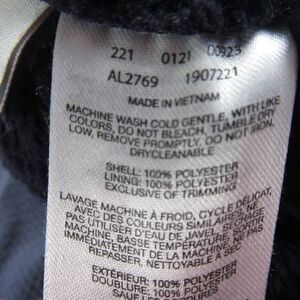 221 0121 00925
AL2769 1907221
MADE IN VIETNAM
MACHINE WASH COLD GENTLE, WITH LIKE
COLORS, DO NOT BLEACH, TUMBLE DRY
LOW, REMOVE PROMPTLY, DO NOT IRON,
DRYCLEANABLE
SHELL: 100% POLYESTER
LINING: 100% POLYESTER
EXCLUSIVE OF TRIMMING
LAVAGE MACHINE À FROID, CYCLE DÉLICAT,
AVEC DES COULEURS SIMILARES, NE
PAS UTILISER D'EAU DE JAVEL, SÉCHER
MACHINE, BASSE TEMPÉRATURE, SORTIR
IMMÉDIATEMENT DE LA MACHINE, NE PAS
REPASSER, NETTOYABLE À SEC
EXTÉRIEUR: 100% POLYESTER
DOUBLURE: 100% POLYESTER